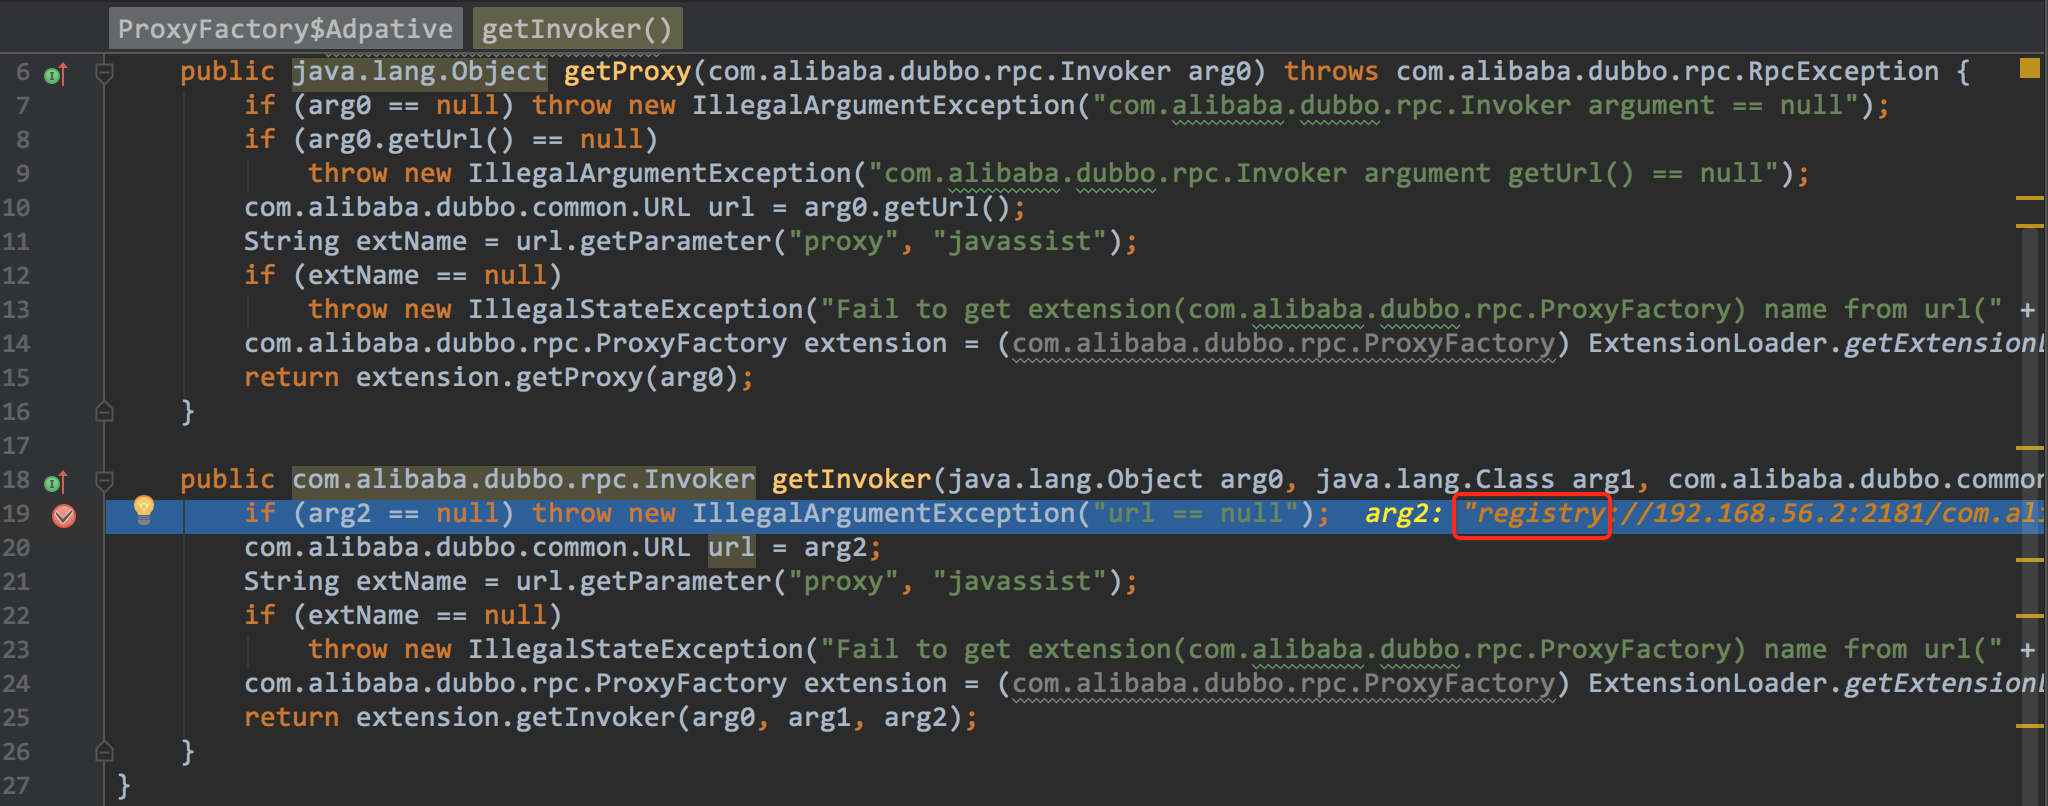 ProxyFactory$Adpative getInvoker()
6 public java.lang.Object getProxy(com.alibaba.dubbo.rpc.Invoker arg0) throws com.alibaba.dubbo.rpc.RpcException {
7 if (arg0 == null) throw new IllegalArgumentException("com.alibaba.dubbo.rpc.Invoker argument == null");
8 if (arg0.getUrl() == null)
9 throw new IllegalArgumentException("com.alibaba.dubbo.rpc.Invoker argument getUrl() == null");
10 com.alibaba.dubbo.common.URL url = arg0.getUrl();
11 String extName = url.getParameter("proxy", "javassist");
12 if (extName == null)
13 throw new IllegalStateException("Fail to get extension(com.alibaba.dubbo.rpc.ProxyFactory) name from url(" +
14 com.alibaba.dubbo.rpc.ProxyFactory extension = (com.alibaba.dubbo.rpc.ProxyFactory) ExtensionLoader.getExtensionL
15 return extension.getProxy(arg0);
16 }
17
18 public com.alibaba.dubbo.rpc.Invoker getInvoker(java.lang.Object arg0, java.lang.Class arg1, com.alibaba.dubbo.common
19 if (arg2 == null) throw new IllegalArgumentException("url == null"); arg2: "registry://192.168.56.2:2181/com.ali
20 com.alibaba.dubbo.common.URL url = arg2;
21 String extName = url.getParameter("proxy", "javassist");
22 if (extName == null)
23 throw new IllegalStateException("Fail to get extension(com.alibaba.dubbo.rpc.ProxyFactory) name from url(" +
24 com.alibaba.dubbo.rpc.ProxyFactory extension = (com.alibaba.dubbo.rpc.ProxyFactory) ExtensionLoader.getExtensionL
25 return extension.getInvoker(arg0, arg1, arg2);
26 }
27 }